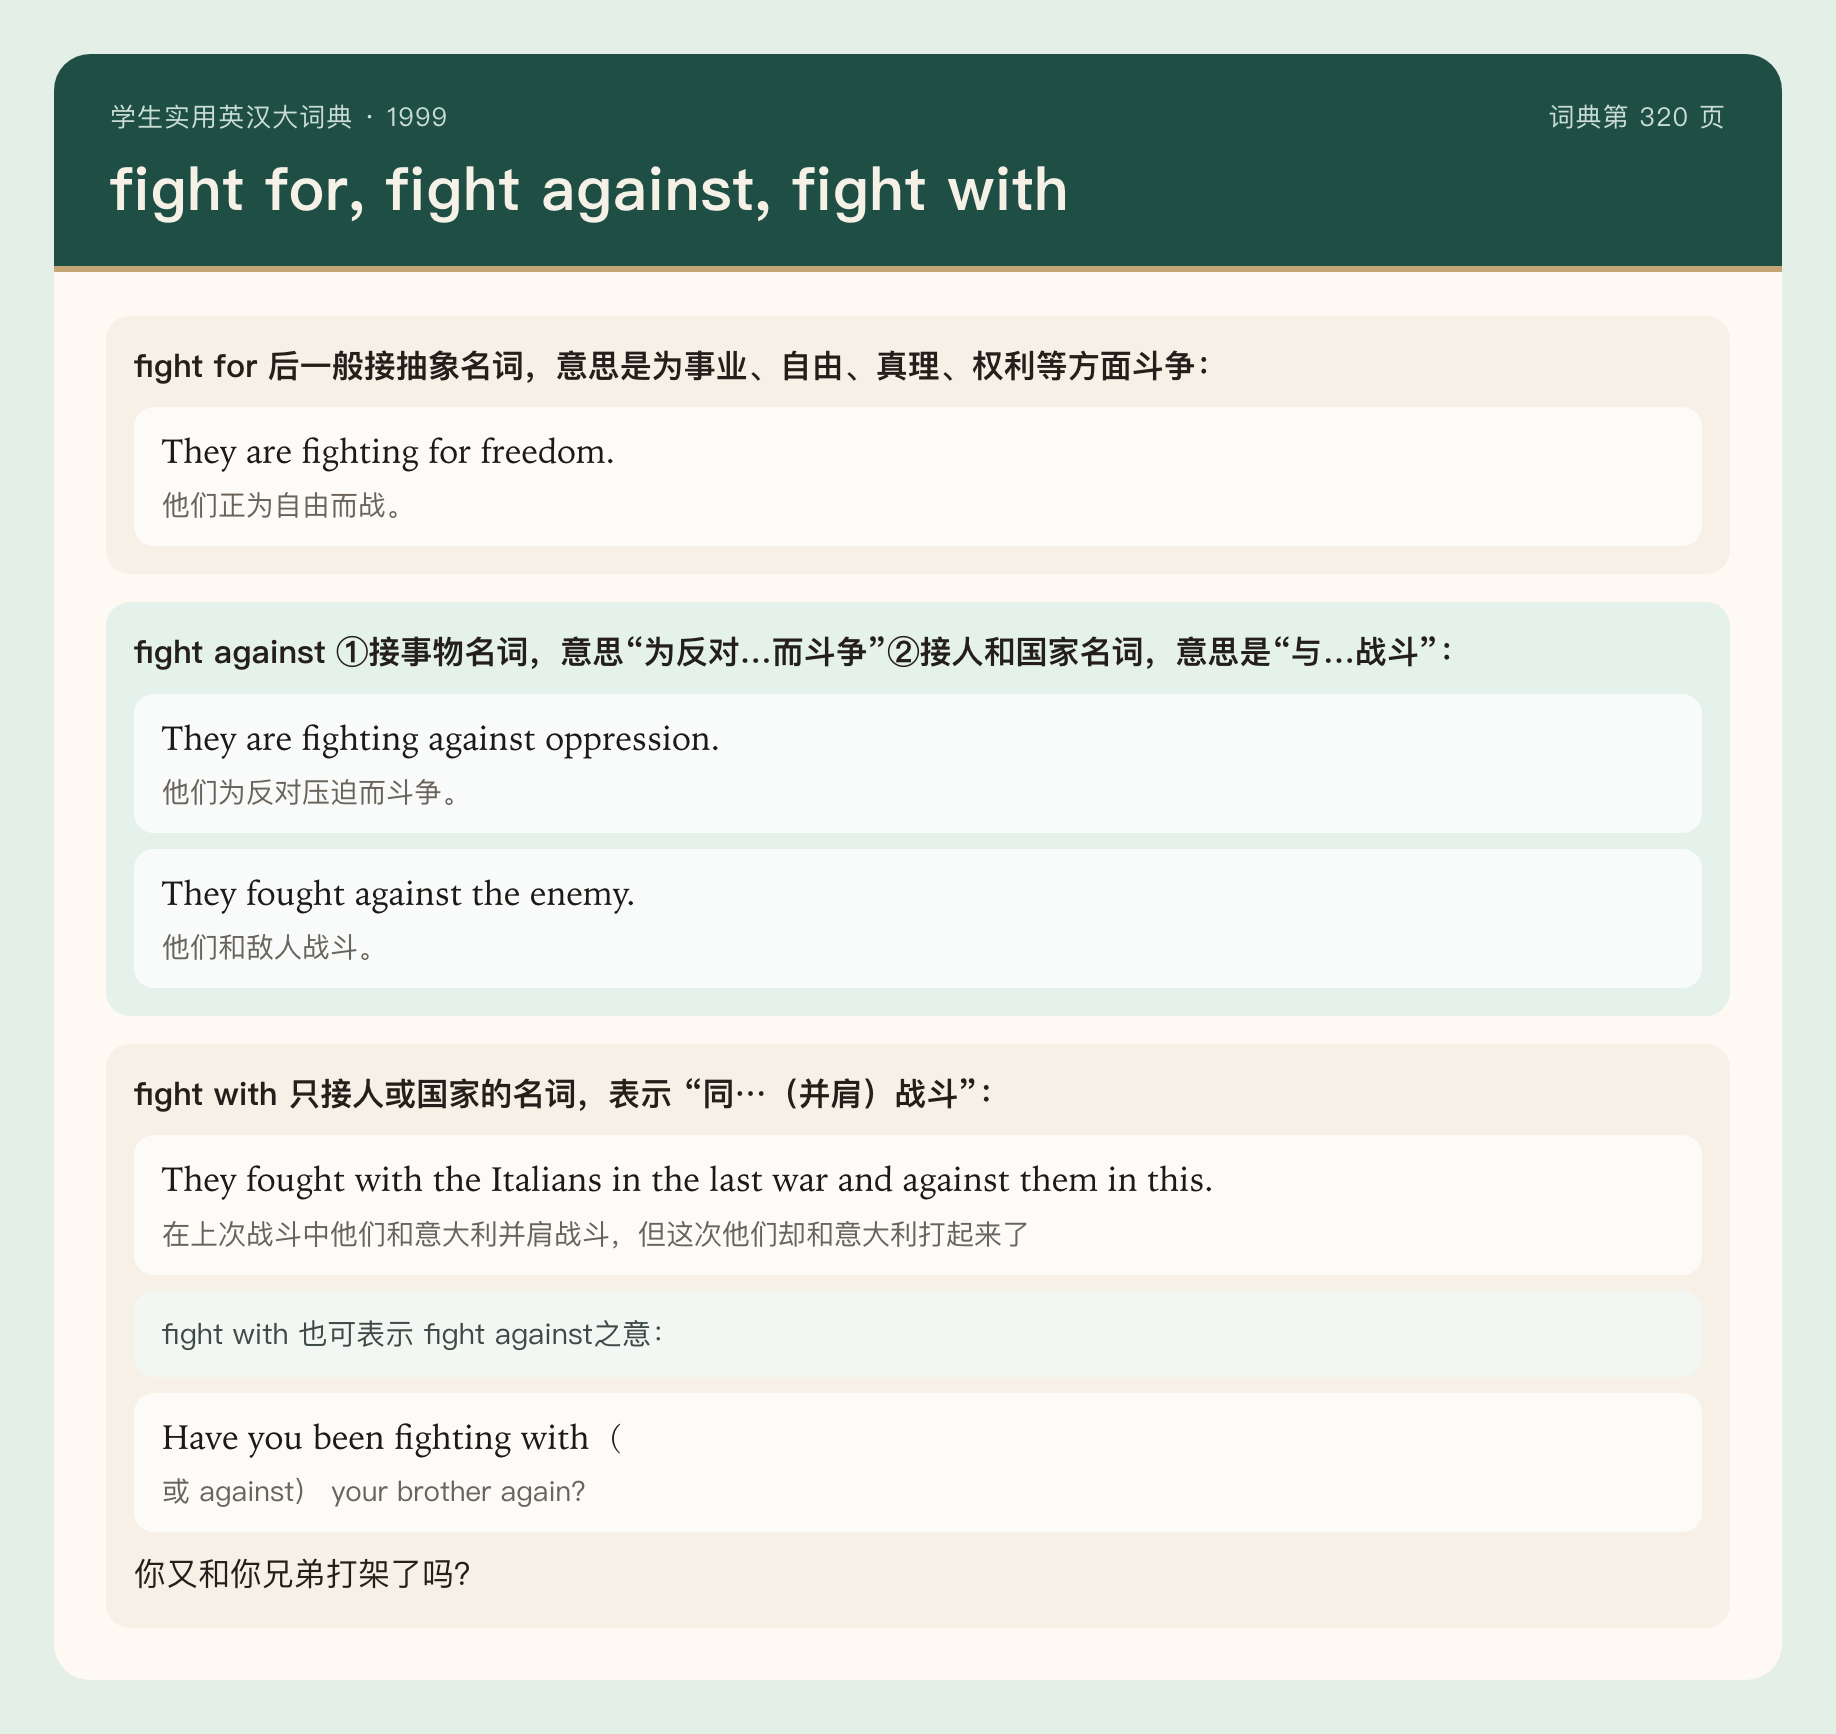 学生实用英汉大词典 · 1999
词典第 320 页
fight for, fight against, fight with
fight for 后一般接抽象名词，意思是为事业、自由、真理、权利等方面斗争：
They are fighting for freedom.
他们正为自由而战。
fight against ①接事物名词，意思“为反对…而斗争”②接人和国家名词，意思是“与…战斗”：
They are fighting against oppression.
他们为反对压迫而斗争。
They fought against the enemy.
他们和敌人战斗。
fight with 只接人或国家的名词，表示 “同…（并肩）战斗”：
They fought with the Italians in the last war and against them in this.
在上次战斗中他们和意大利并肩战斗，但这次他们却和意大利打起来了
fight with 也可表示 fight against之意：
Have you been fighting with（
或 against） your brother again?
你又和你兄弟打架了吗?